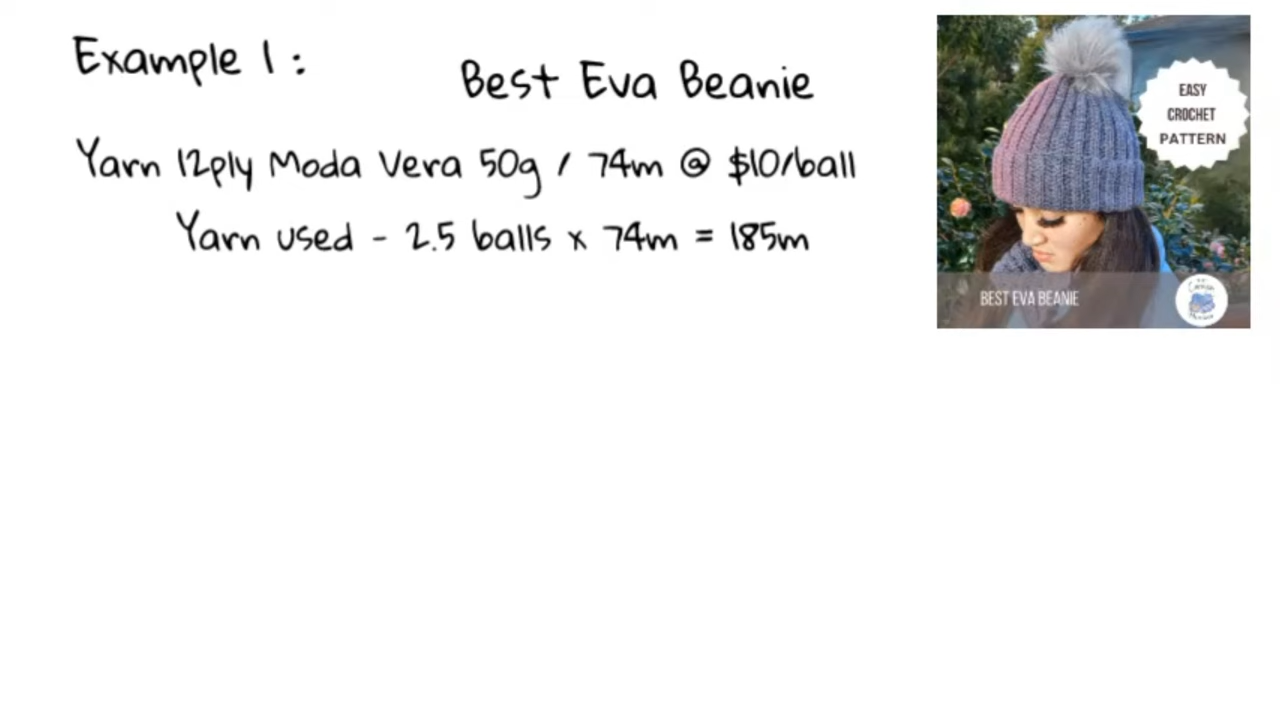 Example 1:
Best Eva Beanie
Yarn 12ply Moda Vera 50g / 74m @ $10/ball
Yarn used - 2.5 balls x 74m = 185m
EASY
CROCHET
PATTERN
BEST EVA BEANIE